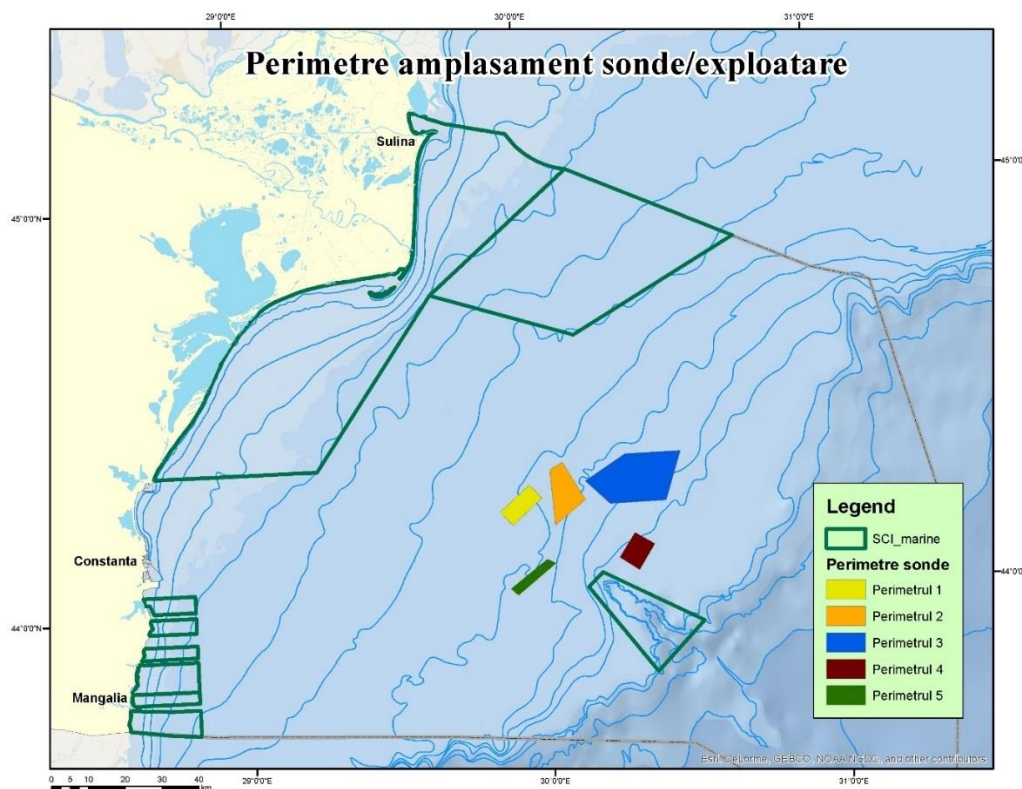 29°0'0"E 30°0'0"E 31°0'0"E
Perimetre amplasament sonde/exploatare
Sulina
45°0'0"N
45°0'0"N
Constanta
44°0'0"N
44°0'0"N
Mangalia
Legend
SCI_marine
Perimetre sonde
Perimetrul 1
Perimetrul 2
Perimetrul 3
Perimetrul 4
Perimetrul 5
Esri, DeLorme, GEBCO, NOAA NGDC, and other contributors
29°0'0"E 30°0'0"E 31°0'0"E
0 5 10 20 30 40
km